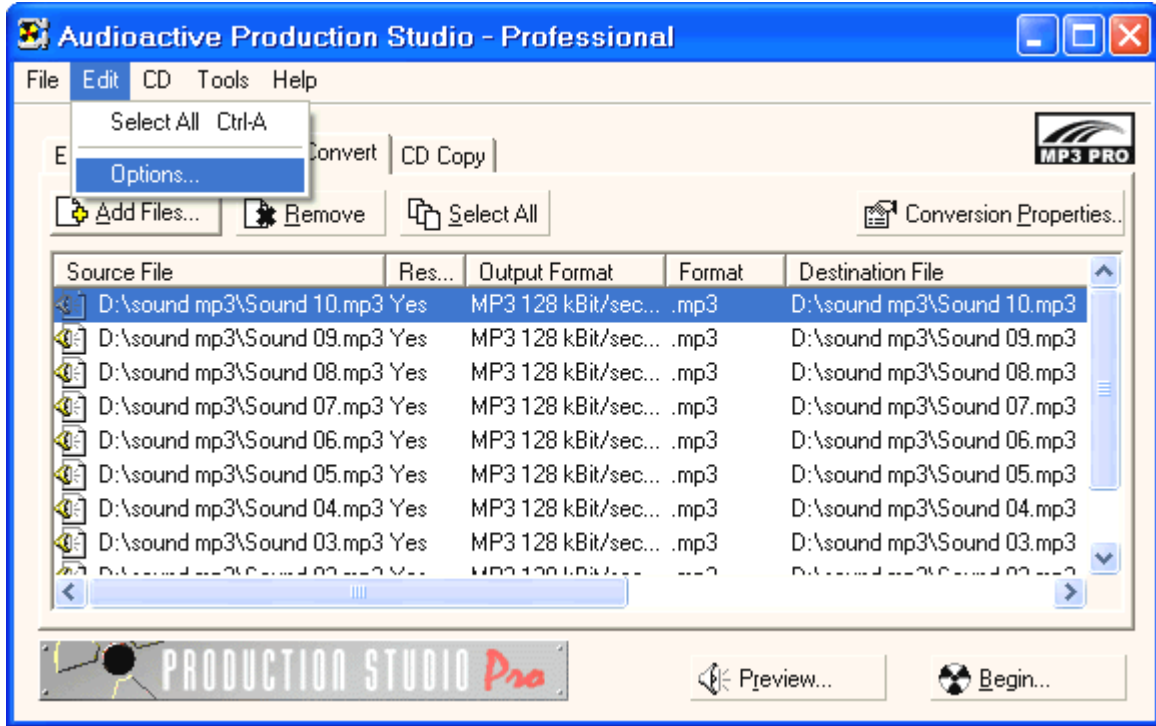 Audioactive Production Studio - Professional
File Edit CD Tools Help
Select All Ctrl-A
Options...
E
Convert
CD Copy
MP3 PRO
Add Files...
Remove
Select All
Conversion Properties..
Source File Res... Output Format Format Destination File
D:\sound mp3\Sound 10.mp3 Yes MP3 128 kBit/sec... .mp3 D:\sound mp3\Sound 10.mp3
D:\sound mp3\Sound 09.mp3 Yes MP3 128 kBit/sec... .mp3 D:\sound mp3\Sound 09.mp3
D:\sound mp3\Sound 08.mp3 Yes MP3 128 kBit/sec... .mp3 D:\sound mp3\Sound 08.mp3
D:\sound mp3\Sound 07.mp3 Yes MP3 128 kBit/sec... .mp3 D:\sound mp3\Sound 07.mp3
D:\sound mp3\Sound 06.mp3 Yes MP3 128 kBit/sec... .mp3 D:\sound mp3\Sound 06.mp3
D:\sound mp3\Sound 05.mp3 Yes MP3 128 kBit/sec... .mp3 D:\sound mp3\Sound 05.mp3
D:\sound mp3\Sound 04.mp3 Yes MP3 128 kBit/sec... .mp3 D:\sound mp3\Sound 04.mp3
D:\sound mp3\Sound 03.mp3 Yes MP3 128 kBit/sec... .mp3 D:\sound mp3\Sound 03.mp3
PRODUCTION STUDIO Pro
Preview...
Begin...